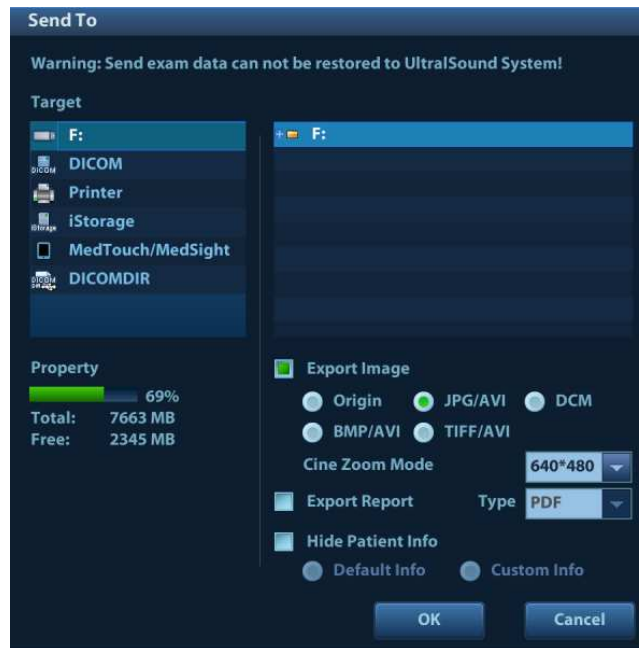 Send To
Warning: Send exam data can not be restored to UltralSound System!
Target
F:
DICOM
Printer
iStorage
MedTouch/MedSight
DICOMDIR
F:
Property
69%
Total: 7663 MB
Free: 2345 MB
Export Image
Origin JPG/AVI DCM
BMP/AVI TIFF/AVI
Cine Zoom Mode 640*480
Export Report Type PDF
Hide Patient Info
Default Info Custom Info
OK Cancel